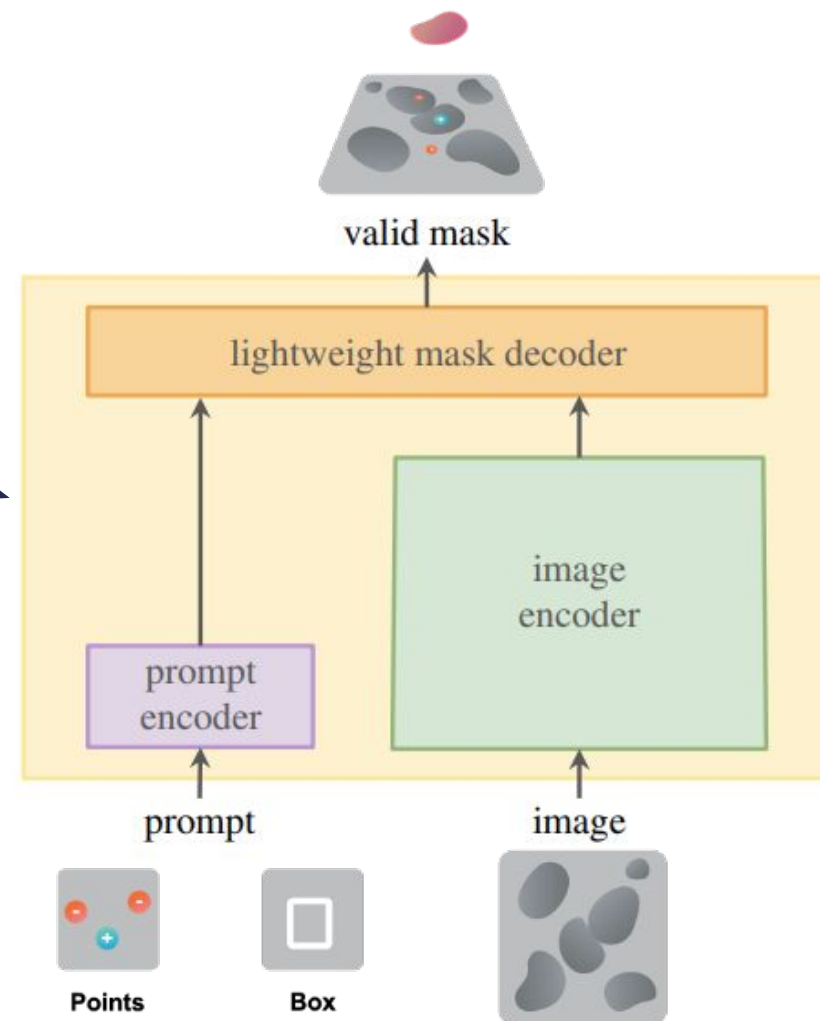 valid mask
lightweight mask decoder
image
encoder
prompt
encoder
prompt
image
Points
Box